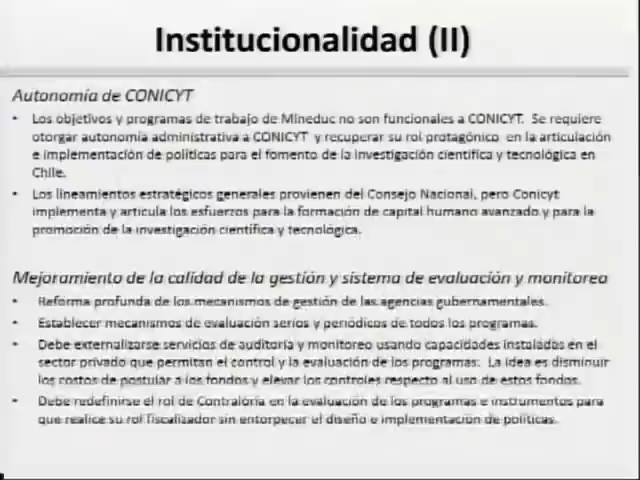 Institucionalidad (II)
Autonomía de CONICYT
• Los objetivos y programas de trabajo de Mineduc no son funcionales a CONICYT. Se requiere
otorgar autonomía administrativa a CONICYT y recuperar su rol protagónico en la articulación
e implementación de políticas para el fomento de la investigación científica y tecnológica en
Chile.
• Los lineamientos estratégicos generales provienen del Consejo Nacional, pero Conicyt
implementa y articula los esfuerzos para la formación de capital humano avanzado y para la
promoción de la investigación científica y tecnológica.
Mejoramiento de la calidad de la gestión y sistema de evaluación y monitoreo
• Reforma profunda de los mecanismos de gestión de las agencias gubernamentales.
• Establecer mecanismos de evaluación serios y periódicos de todos los programas.
• Debe externalizarse servicios de auditoría y monitoreo usando capacidades instaladas en el
sector privado que permitan el control y la evaluación de los programas. La idea es disminuir
los costos de postular a los fondos y elevar los controles respecto al uso de estos fondos.
• Debe redefinirse el rol de Contraloría en la evaluación de los programas e instrumentos para
que realice su rol fiscalizador sin entorpecer el diseño e implementación de políticas.